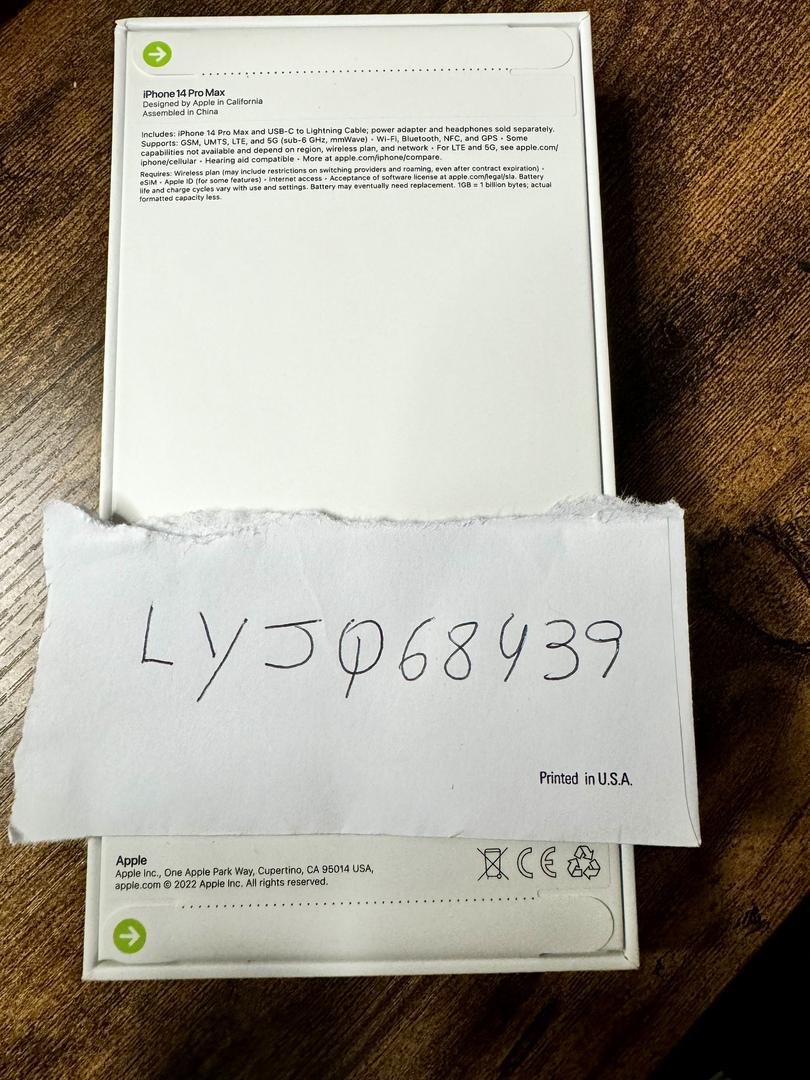 iPhone 14 Pro Max
Designed by Apple in California
Assembled in China
Includes: iPhone 14 Pro Max and USB-C to Lightning Cable; power adapter and headphones sold separately.
Supports: GSM, UMTS, LTE, and 5G (sub-6 GHz, mmWave) • Wi-Fi, Bluetooth, NFC, and GPS • Some
capabilities not available and depend on region, wireless plan, and network • For LTE and 5G, see apple.com/
iphone/cellular • Hearing aid compatible • More at apple.com/iphone/compare.
Requires: Wireless plan (may include restrictions on switching providers and roaming, even after contract expiration) •
eSIM • Apple ID (for some features) • Internet access • Acceptance of software license at apple.com/legal/sla. Battery
life and charge cycles vary with use and settings. Battery may eventually need replacement. 1GB = 1 billion bytes; actual
formatted capacity less.
LYJQ68439
Printed in U.S.A.
Apple
Apple Inc., One Apple Park Way, Cupertino, CA 95014 USA,
apple.com © 2022 Apple Inc. All rights reserved.
CE